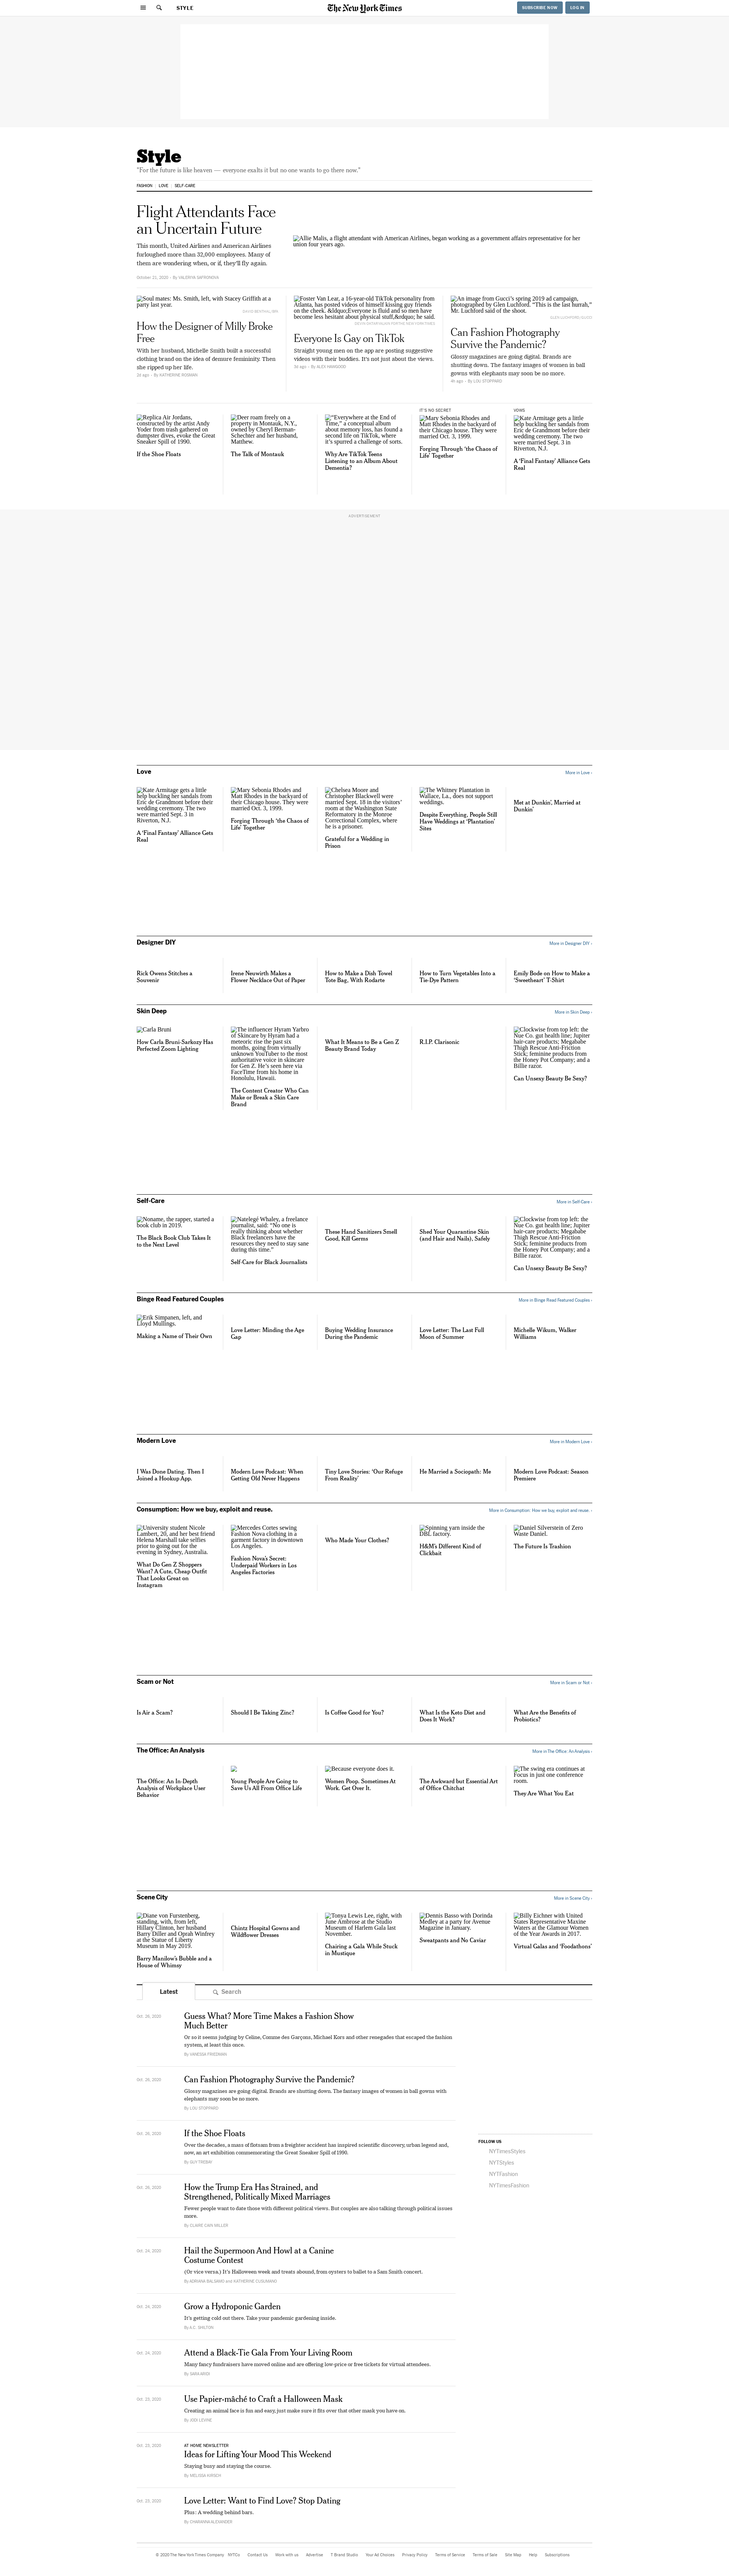 STYLE
The New York Times
SUBSCRIBE NOW
LOG IN
Style
"For the future is like heaven — everyone exalts it but no one wants to go there now."
FASHION
LOVE
SELF-CARE
Flight Attendants Face
an Uncertain Future
This month, United Airlines and American Airlines
furloughed more than 32,000 employees. Many of
them are wondering when, or if, they'll fly again.
October 21, 2020 · By VALERIYA SAFRONOVA
Allie Malis, a flight attendant with American Airlines, began working as a government affairs representative for her
union four years ago.
Soul mates: Ms. Smith, left, with Stacey Griffith at a
party last year.
How the Designer of Milly Broke
Free
With her husband, Michelle Smith built a successful
clothing brand on the idea of demure femininity. Then
she ripped up her life.
By KATHERINE ROSMAN
Foster Van Lear, a 16-year-old TikTok personality from
Atlanta, has posted videos of himself kissing guy friends
on the cheek. &ldquo;Everyone is fluid and so men have
become less hesitant about physical stuff,&rdquo; he said.
Everyone Is Gay on TikTok
Straight young men on the app are posting suggestive
videos with their buddies. It's not just about the views.
By ALEX HAWGOOD
An image from Gucci's spring 2019 ad campaign,
photographed by Glen Luchford. "This is the last hurrah,"
Mr. Luchford said of the shoot.
GLEN LUCHFORD/GUCCI
Can Fashion Photography
Survive the Pandemic?
Glossy magazines are going digital. Brands are
shutting down. The fantasy images of women in ball
gowns with elephants may soon be no more.
By LOU STOPPARD
Replica Air Jordans,
constructed by the artist Andy
Yoder from trash gathered on
dumpster dives, evoke the Great
Sneaker Spill of 1990.
If the Shoe Floats
Deer roam freely on a
property in Montauk, N.Y.,
owned by Cheryl Berman-
Schechter and her husband,
Matthew.
The Talk of Montauk
"Everywhere at the End of
Time," a conceptual album
about memory loss, has found a
second life on TikTok, where
it's spurred a challenge of sorts.
Why Are TikTok Teens
Listening to an Album About
Dementia?
IT'S NO SECRET
Mary Sebonia Rhodes and
Matt Rhodes in the backyard of
their Chicago house. They were
married Oct. 3, 1999.
Forging Through 'the Chaos of
Life' Together
VOWS
Kate Armitage gets a little
help buckling her sandals from
Eric de Grandmont before their
wedding ceremony. The two
were married Sept. 3 in
Riverton, N.J.
A 'Final Fantasy' Alliance Gets
Real
ADVERTISEMENT
Love
More in Love ›
Kate Armitage gets a little
help buckling her sandals from
Eric de Grandmont before their
wedding ceremony. The two
were married Sept. 3 in
Riverton, N.J.
A 'Final Fantasy' Alliance Gets
Real
Mary Sebonia Rhodes and
Matt Rhodes in the backyard of
their Chicago house. They were
married Oct. 3, 1999.
Forging Through 'the Chaos of
Life' Together
Chelsea Moore and
Christopher Blackwell were
married Sept. 18 in the visitors'
room at the Washington State
Reformatory in the Monroe
Correctional Complex, where
he is a prisoner.
Grateful for a Wedding in
Prison
The Whitney Plantation in
Wallace, La., does not support
weddings.
Despite Everything, People Still
Have Weddings at 'Plantation'
Sites
Met at Dunkin', Married at
Dunkin'
Designer DIY
More in Designer DIY ›
Rick Owens Stitches a
Souvenir
Irene Neuwirth Makes a
Flower Necklace Out of Paper
How to Make a Dish Towel
Tote Bag, With Rodarte
How to Turn Vegetables Into a
Tie-Dye Pattern
Emily Bode on How to Make a
'Sweetheart' T-Shirt
Skin Deep
More in Skin Deep ›
Carla Bruni
How Carla Bruni-Sarkozy Has
Perfected Zoom Lighting
The influencer Hyram Yarbro
of Skincare by Hyram had a
meteoric rise the past six
months, going from virtually
unknown YouTuber to the most
authoritative voice in skincare
for Gen Z. He's seen here via
FaceTime from his home in
Honolulu, Hawaii.
The Content Creator Who Can
Make or Break a Skin Care
Brand
What It Means to Be a Gen Z
Beauty Brand Today
R.I.P. Clarisonic
Clockwise from top left: the
Nue Co. gut health line; Jupiter
hair-care products; Megababe
Thigh Rescue Anti-Friction
Stick; feminine products from
the Honey Pot Company; and a
Billie razor.
Can Unsexy Beauty Be Sexy?
Self-Care
More in Self-Care ›
Noname, the rapper, started a
book club in 2019.
The Black Book Club Takes It
to the Next Level
Natelegé Whaley, a freelance
journalist, said: "No one is
really thinking about whether
Black freelancers have the
resources they need to stay sane
during this time."
Self-Care for Black Journalists
These Hand Sanitizers Smell
Good, Kill Germs
Shed Your Quarantine Skin
(and Hair and Nails), Safely
Clockwise from top left: the
Nue Co. gut health line; Jupiter
hair-care products; Megababe
Thigh Rescue Anti-Friction
Stick; feminine products from
the Honey Pot Company; and a
Billie razor.
Can Unsexy Beauty Be Sexy?
Binge Read Featured Couples
More in Binge Read Featured Couples ›
Erik Simpanen, left, and
Lloyd Mullings.
Making a Name of Their Own
Love Letter: Minding the Age
Gap
Buying Wedding Insurance
During the Pandemic
Love Letter: The Last Full
Moon of Summer
Michelle Wikum, Walker
Williams
Modern Love
More in Modern Love ›
I Was Done Dating. Then I
Joined a Hookup App.
Modern Love Podcast: When
Getting Old Never Happens
Tiny Love Stories: 'Our Refuge
From Reality'
He Married a Sociopath: Me
Modern Love Podcast: Season
Premiere
Consumption: How we buy, exploit and reuse.
More in Consumption: How we buy, exploit and reuse. ›
University student Nicole
Lambert, 20, and her best friend
Helena Marshall take selfies
prior to going out for the
evening in Sydney, Australia.
What Do Gen Z Shoppers
Want? A Cute, Cheap Outfit
That Looks Great on
Instagram
Mercedes Cortes sewing
Fashion Nova clothing in a
garment factory in downtown
Los Angeles.
Fashion Nova's Secret:
Underpaid Workers in Los
Angeles Factories
Who Made Your Clothes?
Spinning yarn inside the
DBL factory.
H&M's Different Kind of
Clickbait
Daniel Silverstein of Zero
Waste Daniel.
The Future Is Trashion
Scam or Not
More in Scam or Not ›
Is Air a Scam?
Should I Be Taking Zinc?
Is Coffee Good for You?
What Is the Keto Diet and
Does It Work?
What Are the Benefits of
Probiotics?
The Office: An Analysis
More in The Office: An Analysis ›
The Office: An In-Depth
Analysis of Workplace User
Behavior
Young People Are Going to
Save Us All From Office Life
Because everyone does it.
Women Poop. Sometimes At
Work. Get Over It.
The Awkward but Essential Art
of Office Chitchat
The swing era continues at
Focus in just one conference
room.
They Are What You Eat
Scene City
More in Scene City ›
Diane von Furstenberg,
standing, with, from left,
Hillary Clinton, her husband
Barry Diller and Oprah Winfrey
at the Statue of Liberty
Museum in May 2019.
Barry Manilow's Bubble and a
House of Whimsy
Chintz Hospital Gowns and
Wildflower Dresses
Tonya Lewis Lee, right, with
June Ambrose at the Studio
Museum of Harlem Gala last
November.
Chairing a Gala While Stuck
in Mustique
Dennis Basso with Dorinda
Medley at a party for Avenue
Magazine in January.
Sweatpants and No Caviar
Billy Eichner with United
States Representative Maxine
Waters at the Glamour Women
of the Year Awards in 2017.
Virtual Galas and 'Foodathons'
Latest
Search
Oct. 26, 2020
Guess What? More Time Makes a Fashion Show
Much Better
Or so it seems judging by Celine, Comme des Garçons, Michael Kors and other renegades that escaped the fashion
system, at least this once.
By VANESSA FRIEDMAN
Oct. 26, 2020
Can Fashion Photography Survive the Pandemic?
Glossy magazines are going digital. Brands are shutting down. The fantasy images of women in ball gowns with
elephants may soon be no more.
By LOU STOPPARD
Oct. 26, 2020
If the Shoe Floats
Over the decades, a mass of flotsam from a freighter accident has inspired scientific discovery, urban legend and,
now, an art exhibition commemorating the Great Sneaker Spill of 1990.
By GUY TREBAY
How the Trump Era Has Strained, and
Strengthened, Politically Mixed Marriages
Fewer people want to date those with different political views. But couples are also talking through political issues
more.
By CLAIRE CAIN MILLER
Hail the Supermoon And Howl at a Canine
Costume Contest
(Or vice versa.) It's Halloween week and treats abound, from oysters to ballet to a Sam Smith concert.
By ADRIANA BALSAMO and KATHERINE CUSUMANO
Grow a Hydroponic Garden
It's getting cold out there. Take your pandemic gardening inside.
By A.C. SHILTON
Oct. 24, 2020
Attend a Black-Tie Gala From Your Living Room
Many fancy fundraisers have moved online and are offering low-price or free tickets for virtual attendees.
By SARA ARIDI
Oct. 23, 2020
Use Papier-mâché to Craft a Halloween Mask
Creating an animal face is fun and easy, just make sure it fits over that other mask you have on.
By JODI LEVINE
Oct. 23, 2020
AT HOME NEWSLETTER
Ideas for Lifting Your Mood This Weekend
Staying busy and staying the course.
By MELISSA KIRSCH
Oct. 23, 2020
Love Letter: Want to Find Love? Stop Dating
Plus: A wedding behind bars.
By CHARANNA ALEXANDER
FOLLOW US
NYTimesStyles
NYTStyles
NYTFashion
NYTimesFashion
© 2020 The New York Times Company
NYTCo
Contact Us
Work with us
Advertise
T Brand Studio
Your Ad Choices
Privacy Policy
Terms of Service
Terms of Sale
Site Map
Help
Subscriptions